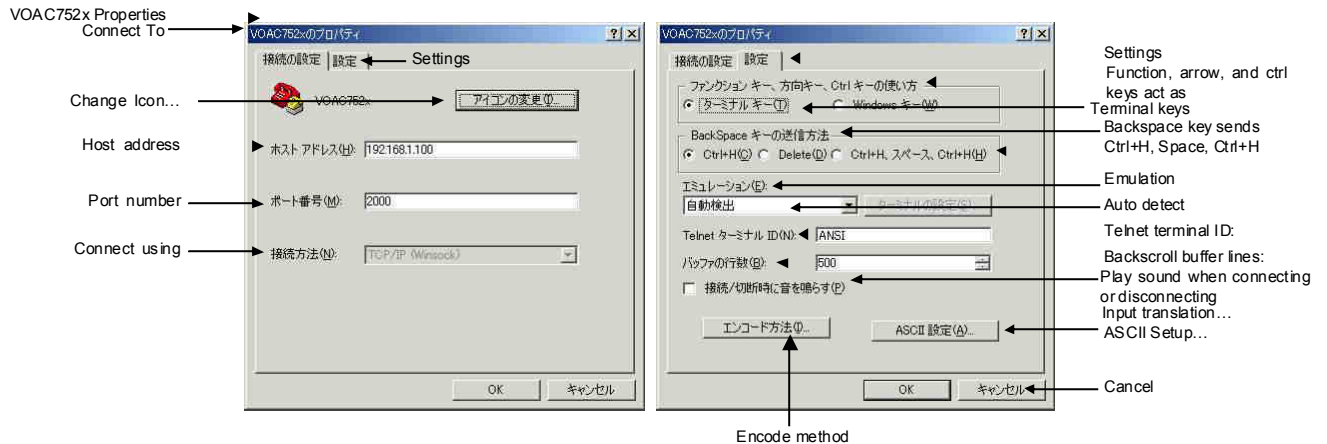 VOAC752x Properties
Connect To
VOAC752xのプロパティ
接続の設定 設定
Settings
VOAC752x
アイコンの変更(I)...
Change Icon...
Host address
ホスト アドレス(H): 192.168.1.100
Port number
ポート番号(M): 2000
Connect using
接続方法(N): TCP/IP (Winsock)
OK キャンセル
VOAC752xのプロパティ
接続の設定 設定
ファンクション キー、方向キー、Ctrl キーの使い方
ターミナル キー(T) Windows キー(W)
BackSpace キーの送信方法
Ctrl+H(C) Delete(D) Ctrl+H, スペース、Ctrl+H(H)
エミュレーション(E):
自動検出 ターミナルの設定(S)...
Telnet ターミナル ID(N): ANSI
バッファの行数(B): 500
接続/切断時に音を鳴らす(P)
エンコード方法(I)... ASCII 設定(A)...
OK キャンセル
Settings
Function, arrow, and ctrl
keys act as
Terminal keys
Backspace key sends
Ctrl+H, Space, Ctrl+H
Emulation
Auto detect
Telnet terminal ID:
Backscroll buffer lines:
Play sound when connecting
or disconnecting
Input translation...
ASCII Setup...
Cancel
Encode method